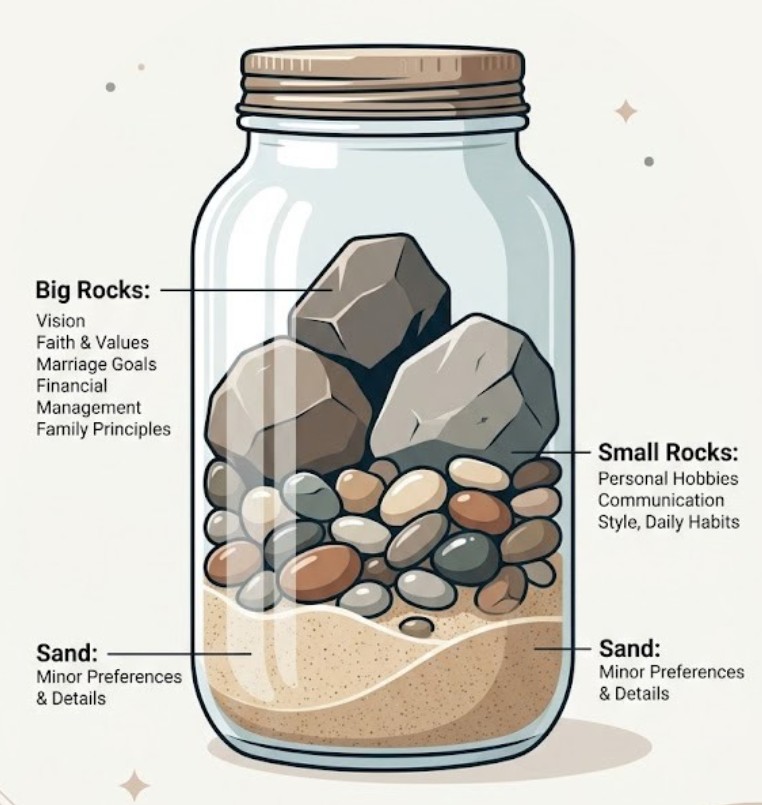 Big Rocks:
Vision
Faith & Values
Marriage Goals
Financial
Management
Family Principles
Small Rocks:
Personal Hobbies
Communication
Style, Daily Habits
Sand:
Minor Preferences
& Details
Sand:
Minor Preferences
& Details